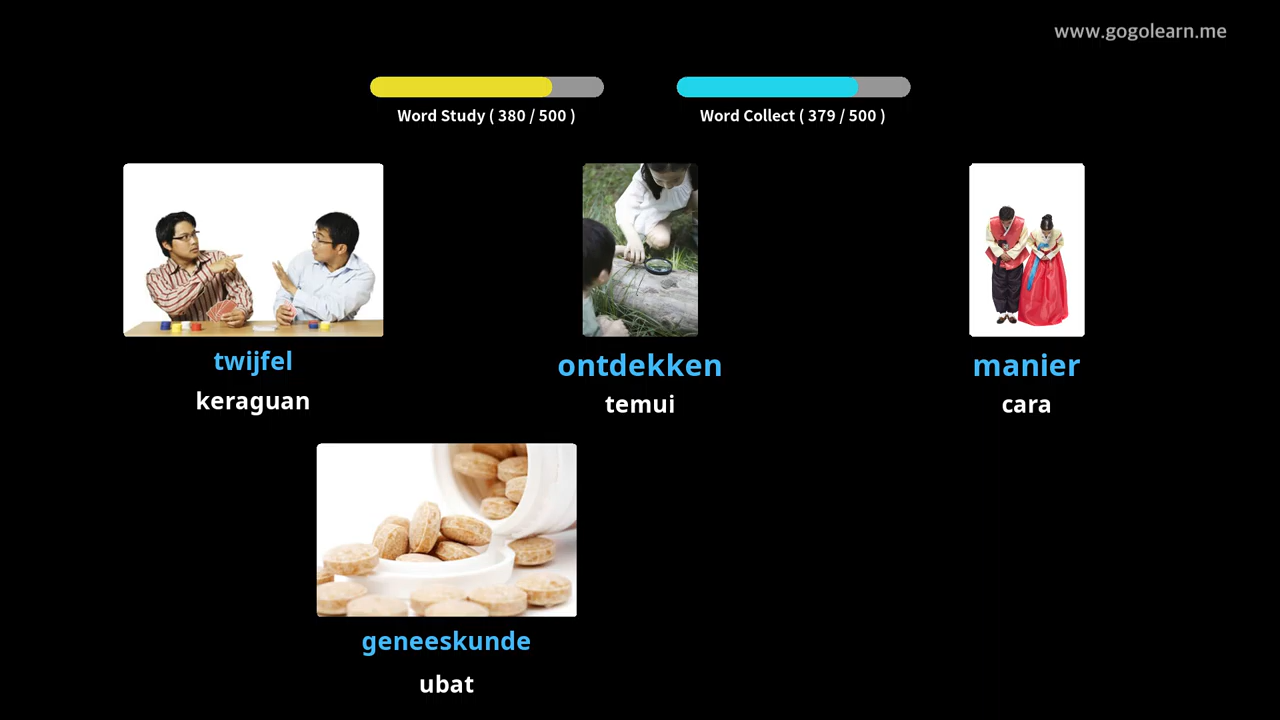 www.gogolearn.me
Word Study ( 380 / 500 )
Word Collect ( 379 / 500 )
twijfel
keraguan
ontdekken
temui
manier
cara
geneeskunde
ubat